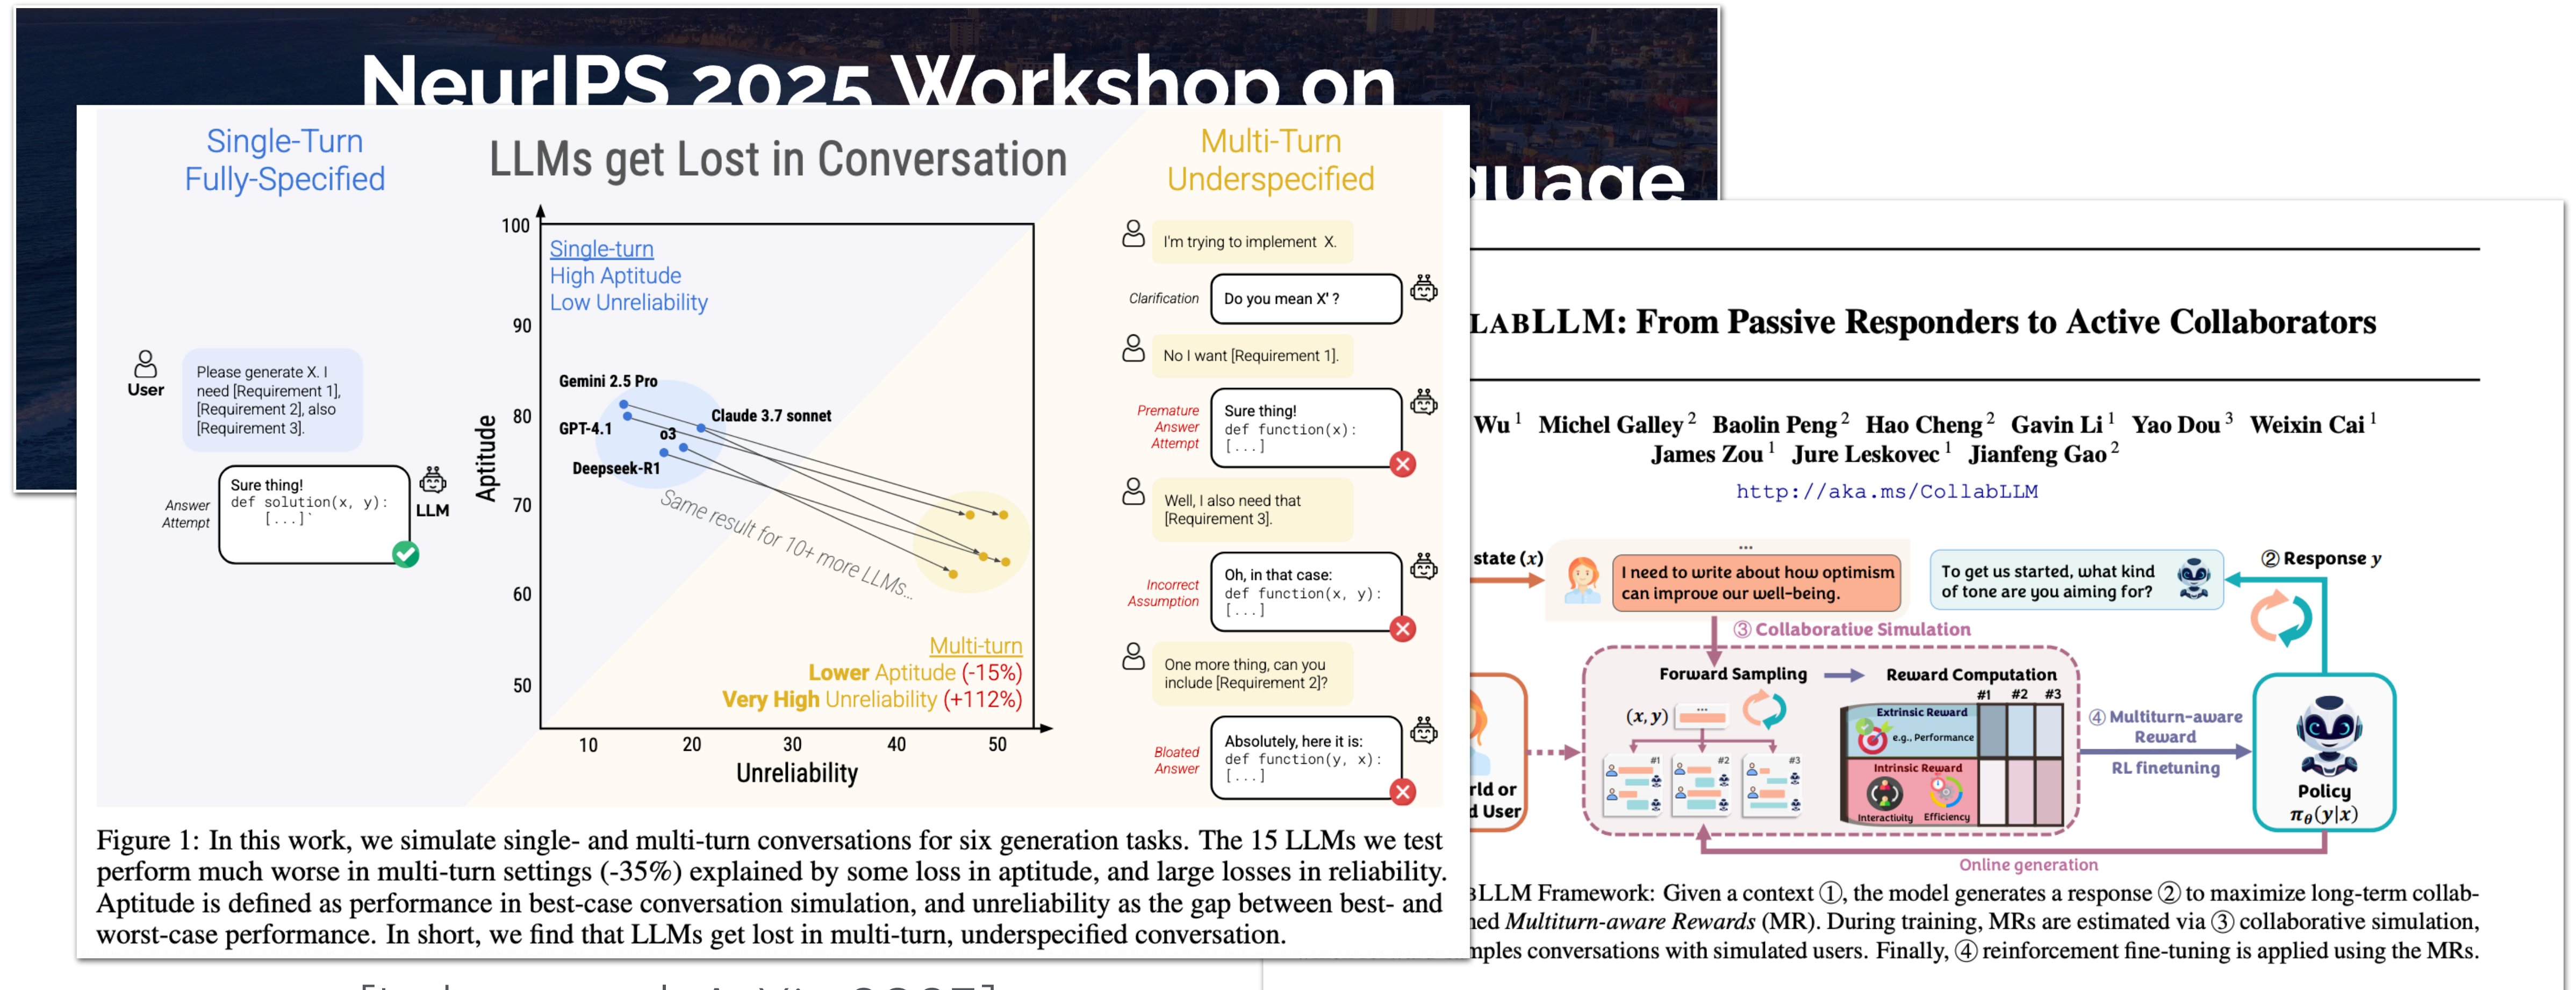 NeurIPS 2025 Workshop on
guage
Single-Turn
Fully-Specified
LLMs get Lost in Conversation
Multi-Turn
Underspecified
User
Please generate X. I
need [Requirement 1],
[Requirement 2], also
[Requirement 3].
Answer
Attempt
Sure thing!
def solution(x, y):
[...]`
LLM
Aptitude
100
90
80
70
60
50
Single-turn
High Aptitude
Low Unreliability
Gemini 2.5 Pro
GPT-4.1
o3
Claude 3.7 sonnet
Deepseek-R1
Same result for 10+ more LLMs...
Multi-turn
Lower Aptitude (-15%)
Very High Unreliability (+112%)
10 20 30 40 50
Unreliability
I'm trying to implement X.
Clarification
Do you mean X' ?
No I want [Requirement 1].
Premature
Answer
Attempt
Sure thing!
def function(x):
[...]
Well, I also need that
[Requirement 3].
Incorrect
Assumption
Oh, in that case:
def function(x, y):
[...]
One more thing, can you
include [Requirement 2]?
Bloated
Answer
Absolutely, here it is:
def function(y, x):
[...]
Figure 1: In this work, we simulate single- and multi-turn conversations for six generation tasks. The 15 LLMs we test
perform much worse in multi-turn settings (-35%) explained by some loss in aptitude, and large losses in reliability.
Aptitude is defined as performance in best-case conversation simulation, and unreliability as the gap between best- and
worst-case performance. In short, we find that LLMs get lost in multi-turn, underspecified conversation.
LABLLM: From Passive Responders to Active Collaborators
Wu 1 Michel Galley 2 Baolin Peng 2 Hao Cheng 2 Gavin Li 1 Yao Dou 3 Weixin Cai 1
James Zou 1 Jure Leskovec 1 Jianfeng Gao 2
http://aka.ms/CollabLLM
state (x)
...
I need to write about how optimism
can improve our well-being.
To get us started, what kind
of tone are you aiming for?
② Response y
③ Collaborative Simulation
Forward Sampling
Reward Computation
#1 #2 #3
(x, y)
...
#1 #2 #3
Extrinsic Reward
e.g., Performance
Intrinsic Reward
Interactivity Efficiency
④ Multiturn-aware
Reward
RL finetuning
Policy
πθ(y|x)
rld or
d User
Online generation
BLLM Framework: Given a context ①, the model generates a response ② to maximize long-term collab-
ned Multiturn-aware Rewards (MR). During training, MRs are estimated via ③ collaborative simulation,
mples conversations with simulated users. Finally, ④ reinforcement fine-tuning is applied using the MRs.